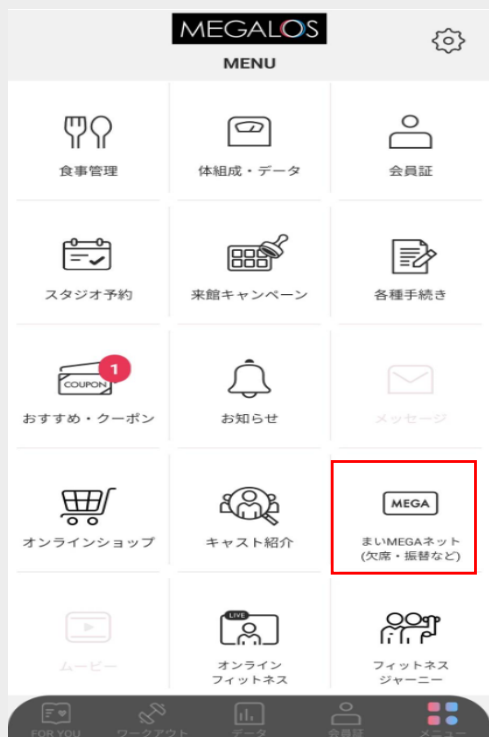 MEGALOS
MENU
食事管理
体組成・データ
会員証
スタジオ予約
来館キャンペーン
各種手続き
1
COUPON
おすすめ・クーポン
お知らせ
メッセージ
オンラインショップ
キャスト紹介
MEGA
まいMEGAネット
(欠席・振替など)
ムービー
LIVE
オンライン
フィットネス
フィットネス
ジャーニー
FOR YOU
ワークアウト
データ
会員証
メニュー